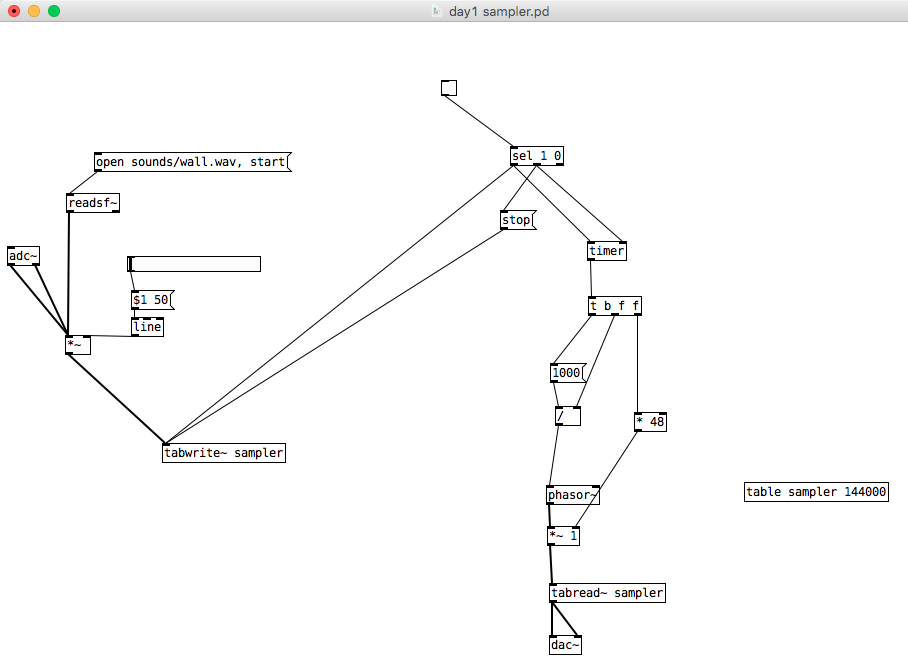 day1 sampler.pd
sel 1 0
open sounds/wall.wav, start
readsf~
stop
adc~
timer
$1 50
t b f f
line
*~
1000
/
* 48
tabwrite~ sampler
phasor~
table sampler 144000
*~ 1
tabread~ sampler
dac~